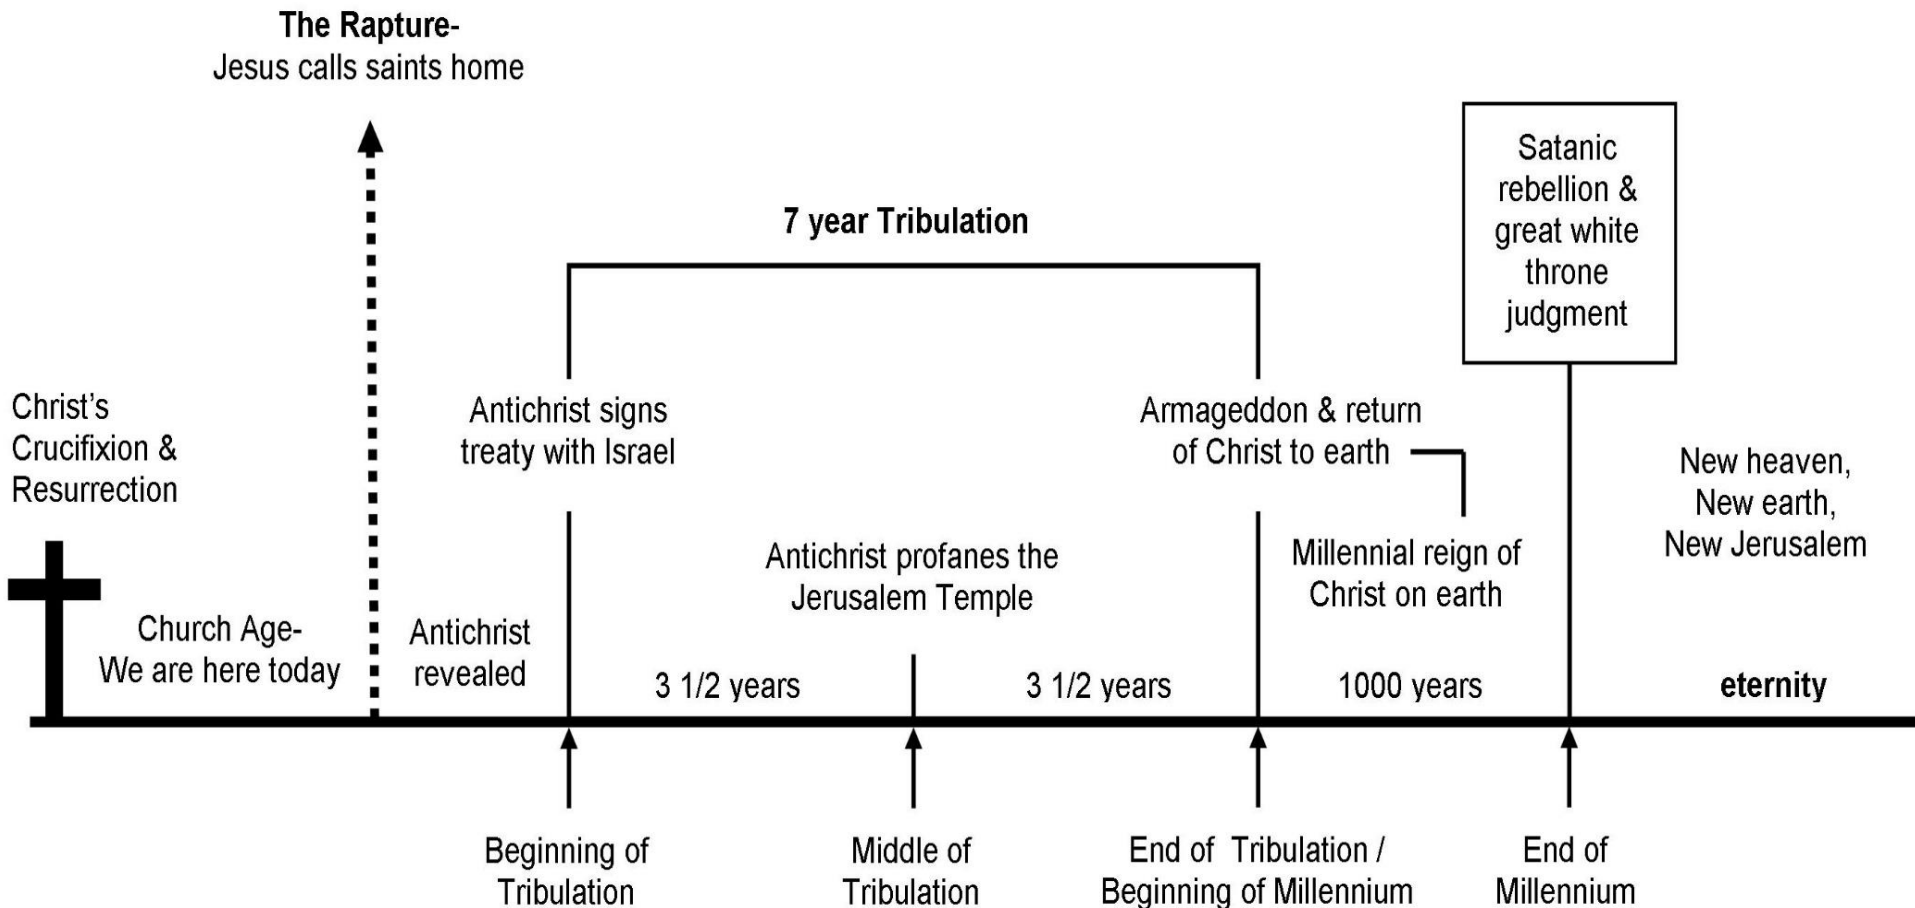 The Rapture-
Jesus calls saints home
7 year Tribulation
Satanic
rebellion &
great white
throne
judgment
Christ's
Crucifixion &
Resurrection
Antichrist signs
treaty with Israel
Armageddon & return
of Christ to earth
New heaven,
New earth,
New Jerusalem
Antichrist profanes the
Jerusalem Temple
Millennial reign of
Christ on earth
Church Age-
We are here today
Antichrist
revealed
3 1/2 years
3 1/2 years
1000 years
eternity
Beginning of
Tribulation
Middle of
Tribulation
End of Tribulation /
Beginning of Millennium
End of
Millennium